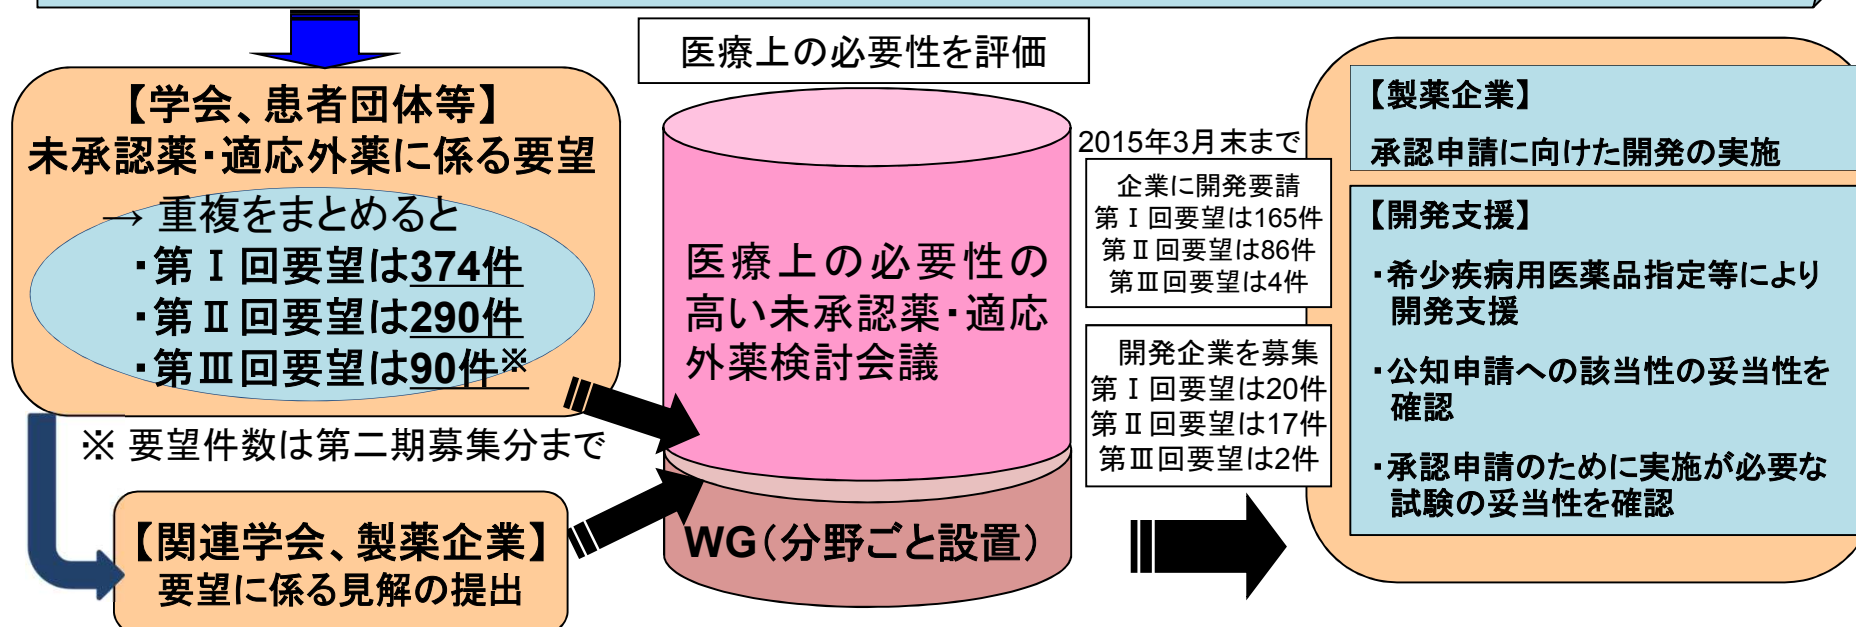 医療上の必要性を評価
【学会、患者団体等】
未承認薬・適応外薬に係る要望
→ 重複をまとめると
・第Ⅰ回要望は374件
・第Ⅱ回要望は290件
・第Ⅲ回要望は90件※
※ 要望件数は第二期募集分まで
【関連学会、製薬企業】
要望に係る見解の提出
医療上の必要性の
高い未承認薬・適応
外薬検討会議
WG（分野ごと設置）
2015年3月末まで
企業に開発要請
第Ⅰ回要望は165件
第Ⅱ回要望は86件
第Ⅲ回要望は4件
開発企業を募集
第Ⅰ回要望は20件
第Ⅱ回要望は17件
第Ⅲ回要望は2件
【製薬企業】
承認申請に向けた開発の実施
【開発支援】
・希少疾病用医薬品指定等により
開発支援
・公知申請への該当性の妥当性を
確認
・承認申請のために実施が必要な
試験の妥当性を確認